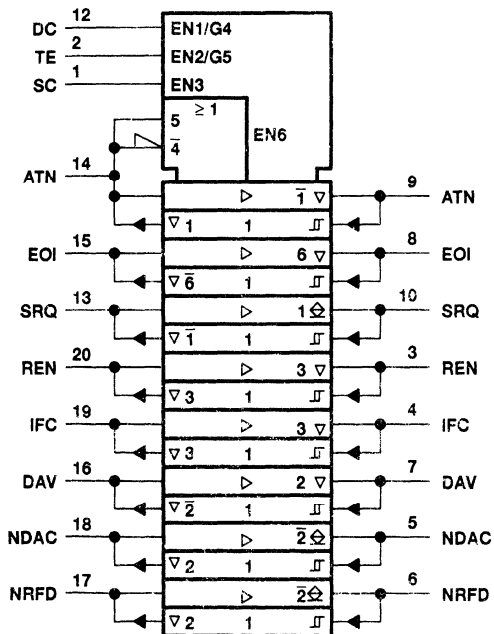 DC 12 EN1/G4
TE 2 EN2/G5
SC 1 EN3
≥ 1
5
EN6
4̅
ATN 14
▷ 1̅ ▽ 9 ATN
▽ 1 1
EOI 15 ▷ 6 ▽ 8 EOI
▽ 6̅ 1
SRQ 13 ▷ 1 10 SRQ
▽ 1̅ 1
REN 20 ▷ 3 ▽ 3 REN
▽ 3 1
IFC 19 ▷ 3 ▽ 4 IFC
▽ 3 1
DAV 16 ▷ 2 ▽ 7 DAV
▽ 2̅ 1
NDAC 18 ▷ 2̅ 5 NDAC
▽ 2 1
NRFD 17 ▷ 2̅ 6 NRFD
▽ 2 1